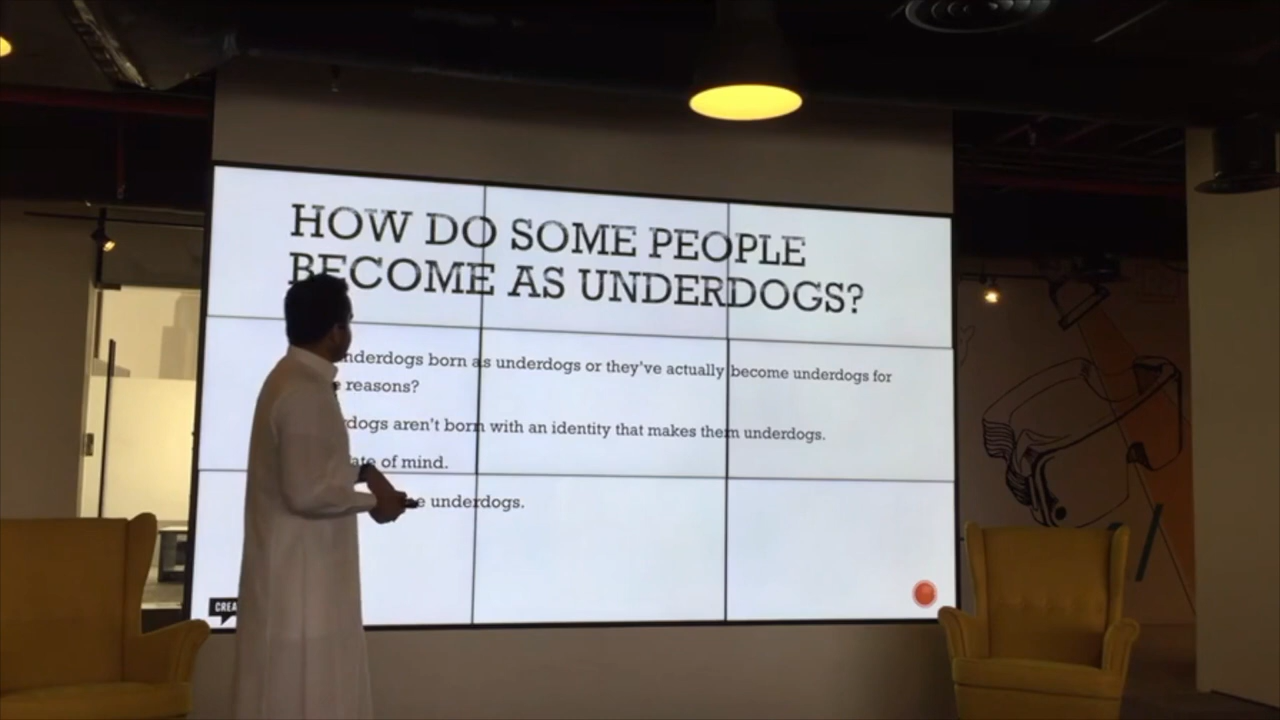 HOW DO SOME PEOPLE
BECOME AS UNDERDOGS?
nderdogs born as underdogs or they've actually become underdogs for
reasons?
dogs aren't born with an identity that makes them underdogs.
of mind.
underdogs.
CREA